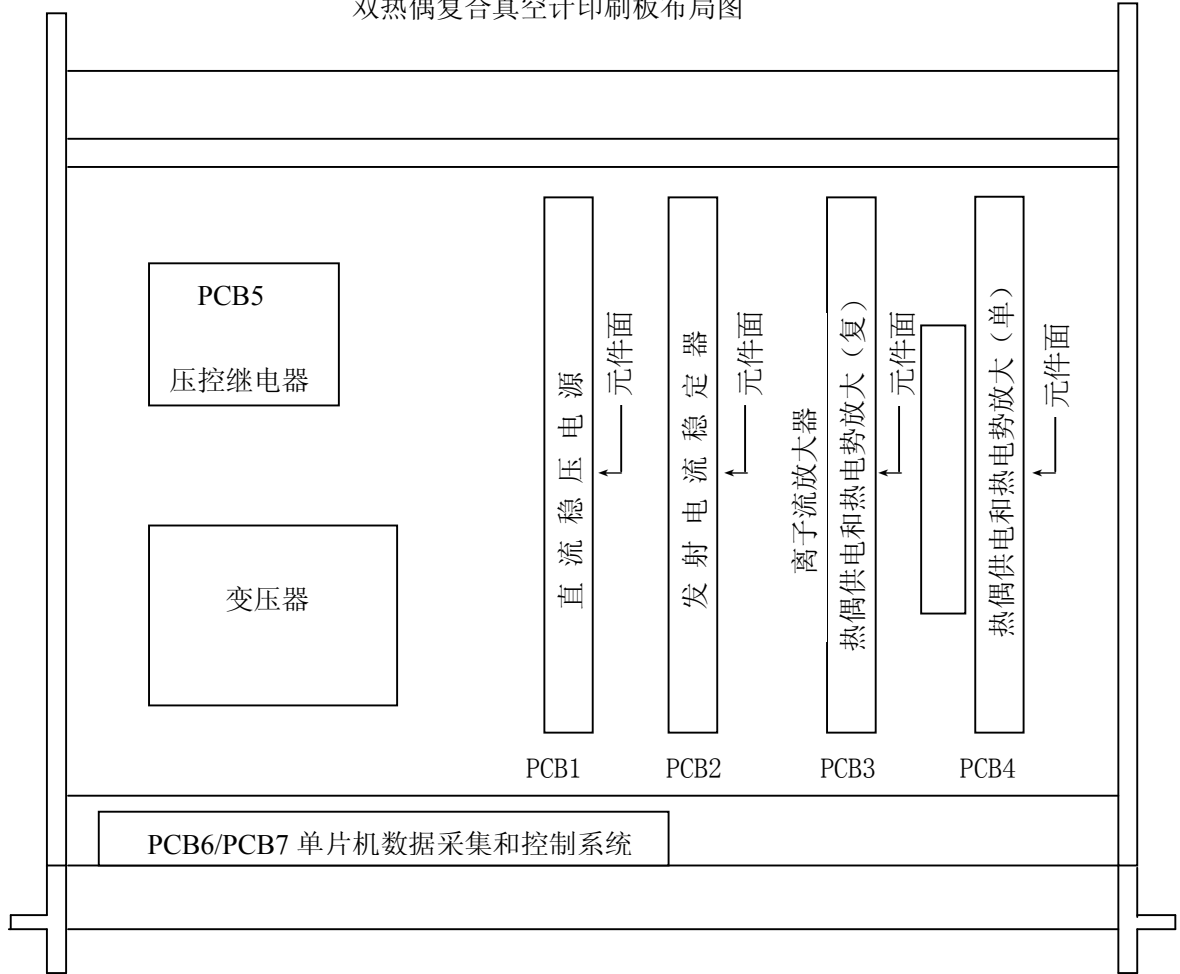 双热偶复合真空计印刷板布局图
PCB5
压控继电器
变压器
直流稳压电源
元件面
发射电流稳定器
元件面
离子流放大器
热偶供电和热电势放大（复）
元件面
热偶供电和热电势放大（单）
元件面
PCB1
PCB2
PCB3
PCB4
PCB6/PCB7 单片机数据采集和控制系统